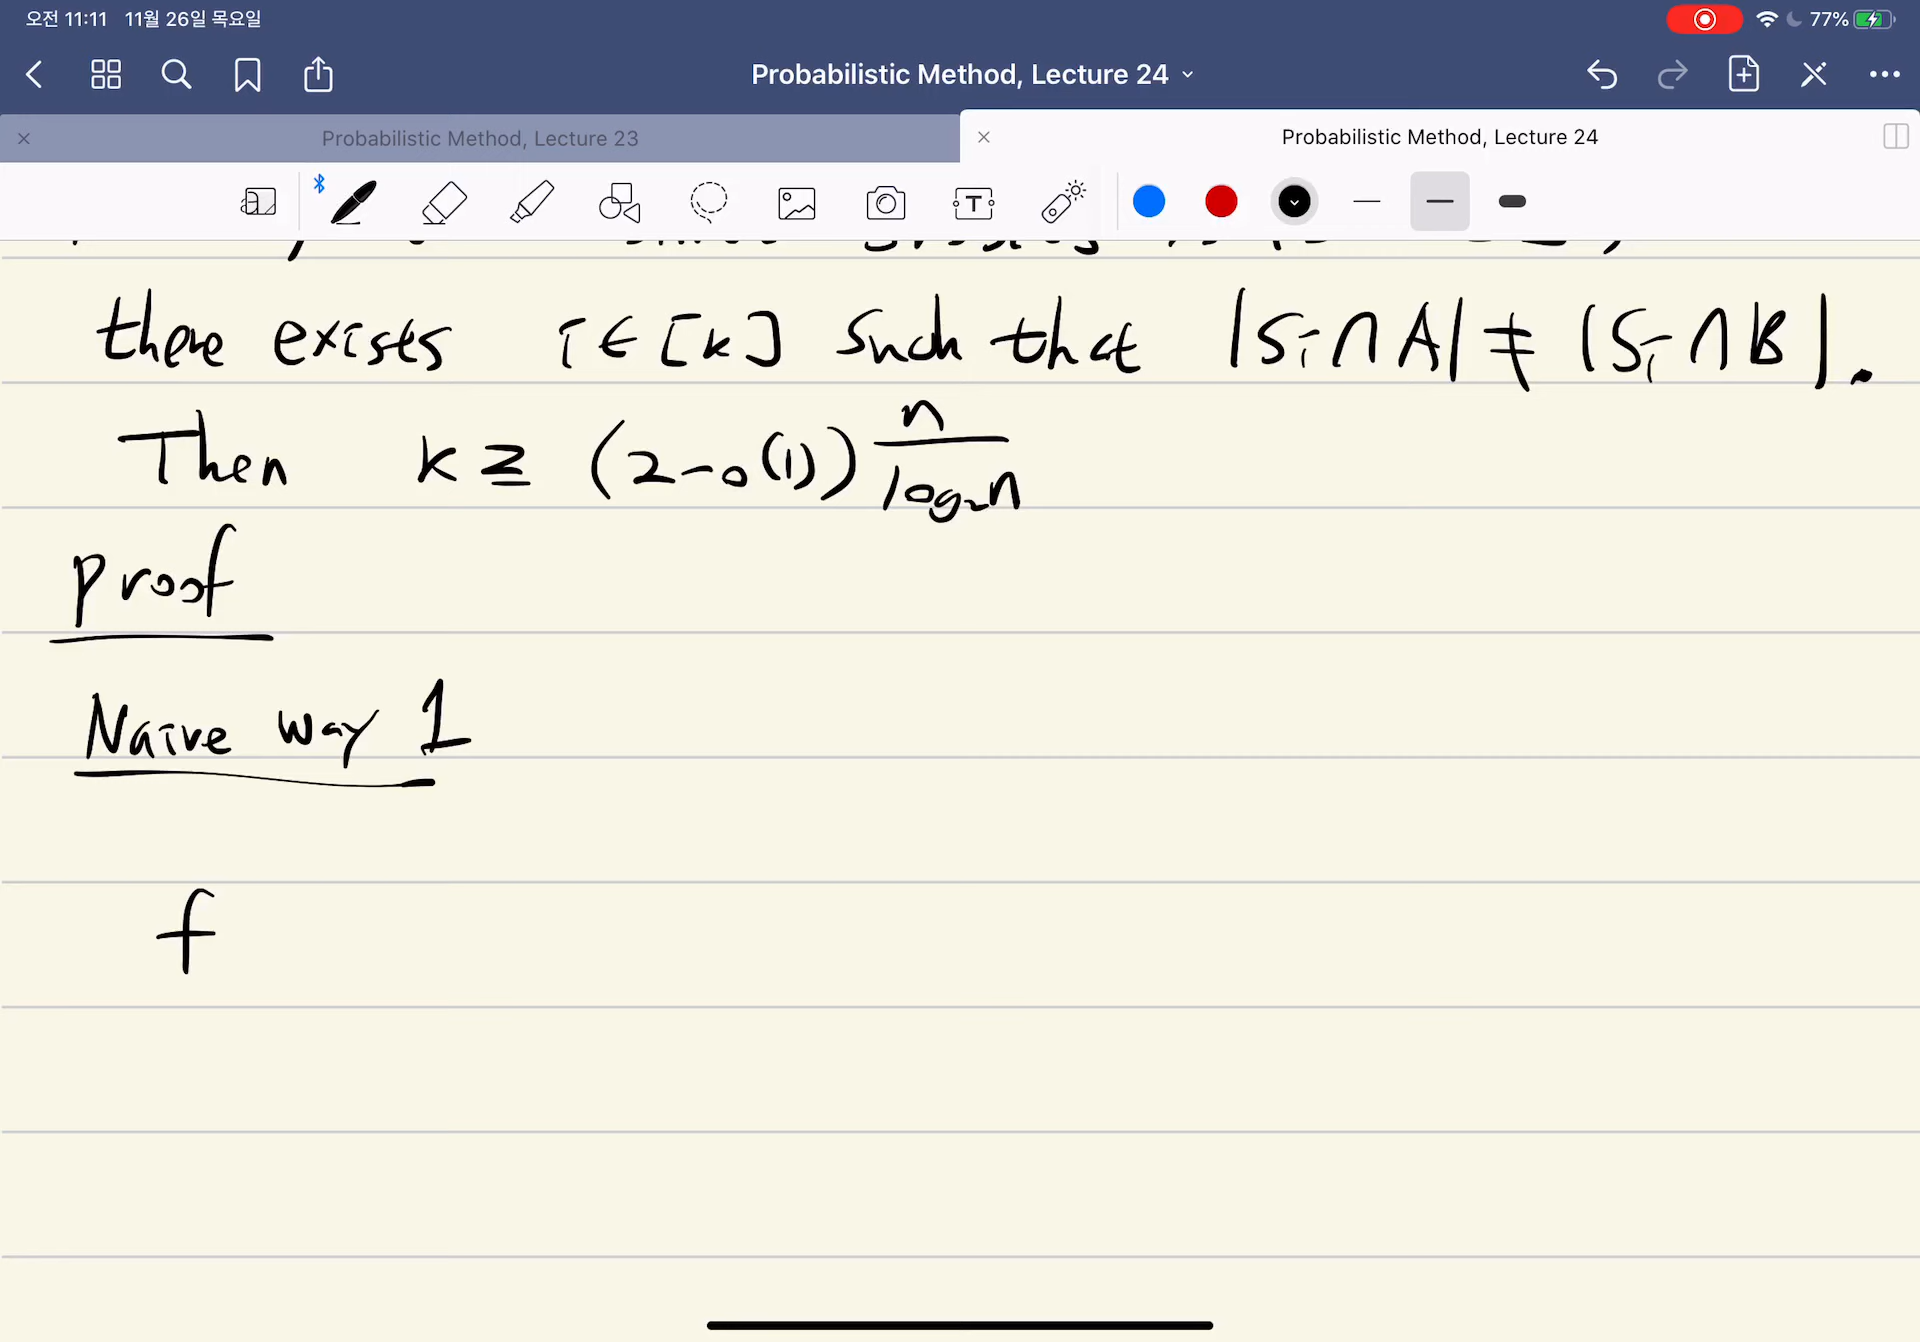 오전 11:11 11월 26일 목요일
77%
Probabilistic Method, Lecture 24
Probabilistic Method, Lecture 23
Probabilistic Method, Lecture 24
there exists i ∈ [k] such that |Sᵢ ∩ A| ≠ |Sᵢ ∩ B|.
Then k ≥ (2-o(1)) n / log₂n
Proof
Naive way 1
f